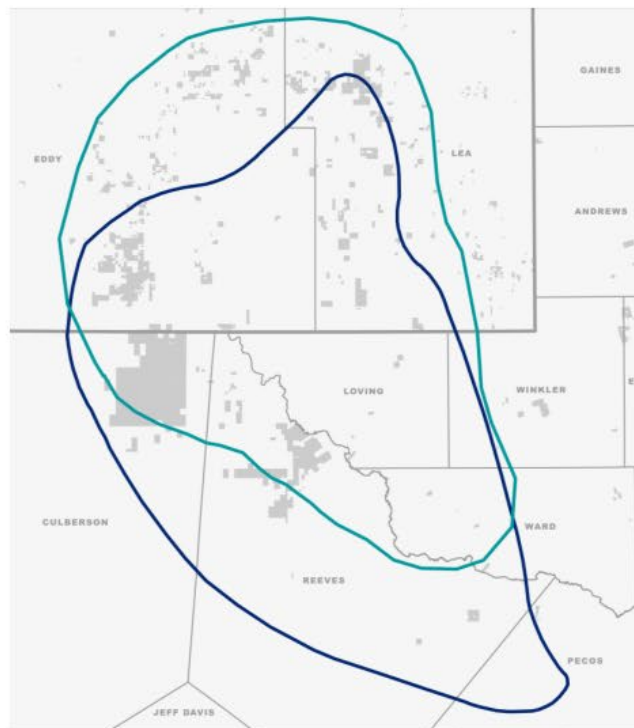 GAINES
LEA
EDDY
ANDREWS
LOVING
WINKLER
E
CULBERSON
WARD
REEVES
PECOS
JEFF DAVIS